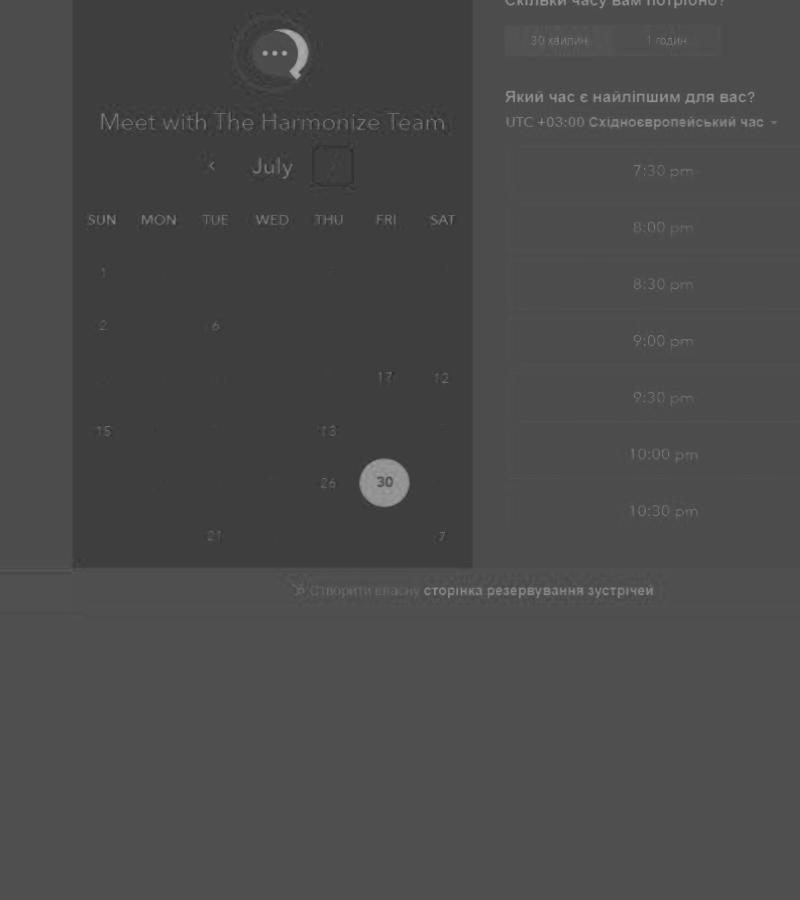 Скільки часу вам потрібно?
30 хвилин 1 годин
Meet with The Harmonize Team
July
SUN MON TUE WED THU FRI SAT
1
2 6
17 12
15 13
26 30
21 7
Який час є найліпшим для вас?
UTC +03:00 Східноєвропейський час
7:30 pm
8:00 pm
8:30 pm
9:00 pm
9:30 pm
10:00 pm
10:30 pm
Створити власну сторінка резервування зустрічей